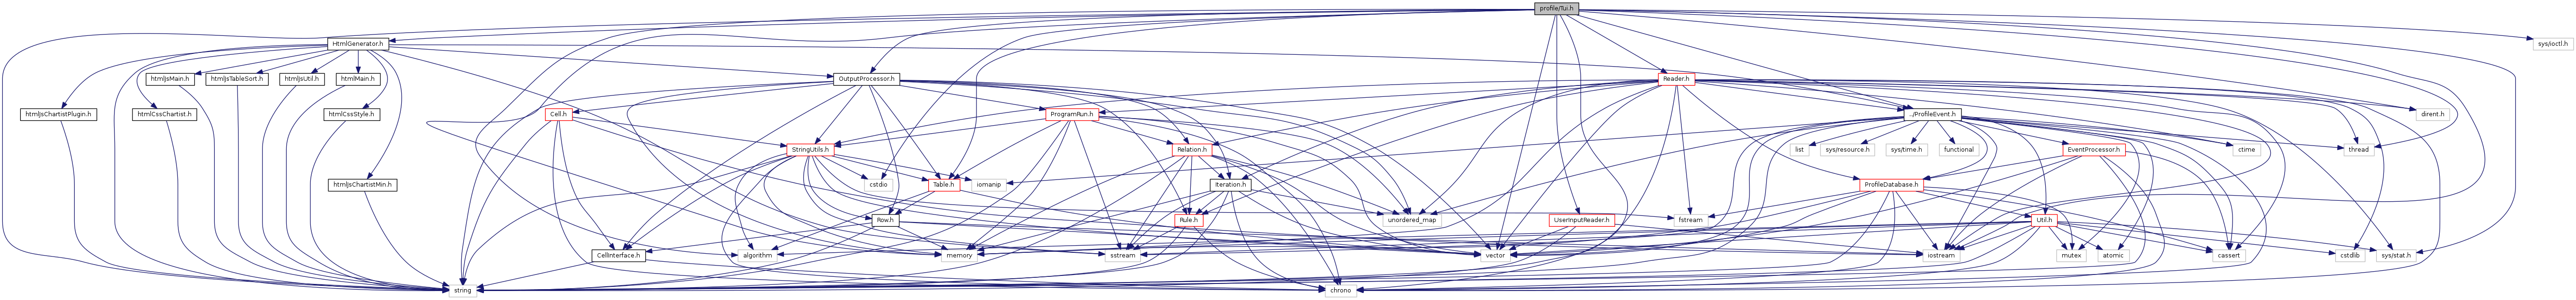 profile/Tui.h
HtmlGenerator.h
sys/ioctl.h
htmlJsMain.h
htmlJsTableSort.h
htmlJsUtil.h
htmlMain.h
OutputProcessor.h
Reader.h
htmlJsChartistPlugin.h
htmlCssChartist.h
htmlCssStyle.h
Cell.h
ProgramRun.h
../ProfileEvent.h
dirent.h
StringUtils.h
Relation.h
list
sys/resource.h
sys/time.h
functional
EventProcessor.h
ctime
thread
htmlJsChartistMin.h
cstdio
Table.h
iomanip
Iteration.h
ProfileDatabase.h
Row.h
unordered_map
Rule.h
fstream
UserInputReader.h
Util.h
CellInterface.h
algorithm
memory
sstream
vector
iostream
mutex
atomic
cassert
cstdlib
sys/stat.h
string
chrono